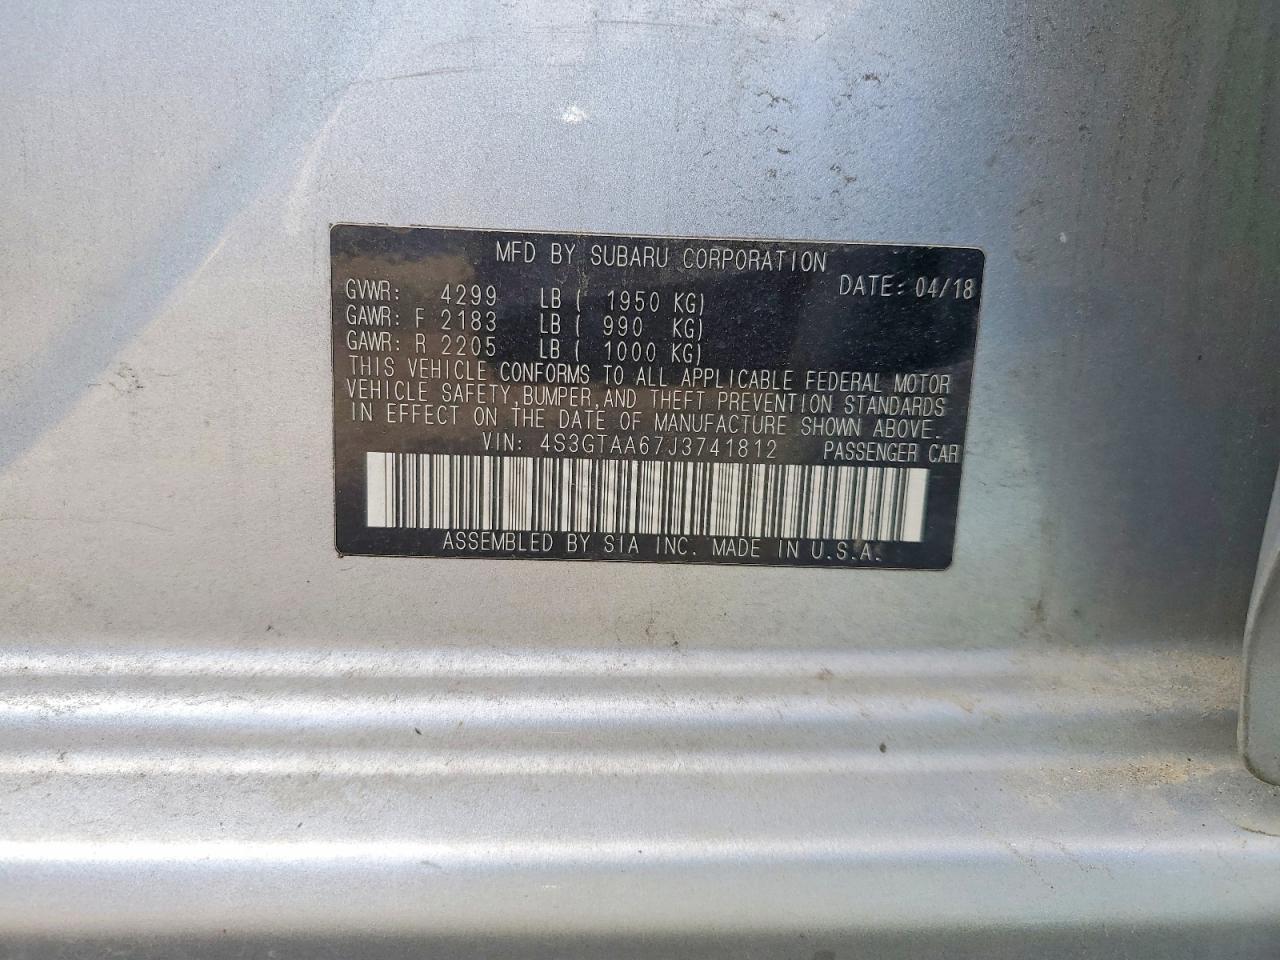 MFD BY SUBARU CORPORATION
DATE: 04/18
GVWR: 4299 LB ( 1950 KG)
GAWR: F 2183 LB ( 990 KG)
GAWR: R 2205 LB ( 1000 KG)
THIS VEHICLE CONFORMS TO ALL APPLICABLE FEDERAL MOTOR
VEHICLE SAFETY,BUMPER,AND THEFT PREVENTION STANDARDS
IN EFFECT ON THE DATE OF MANUFACTURE SHOWN ABOVE.
VIN: 4S3GTAA67J3741812 PASSENGER CAR
ASSEMBLED BY SIA INC. MADE IN U.S.A.